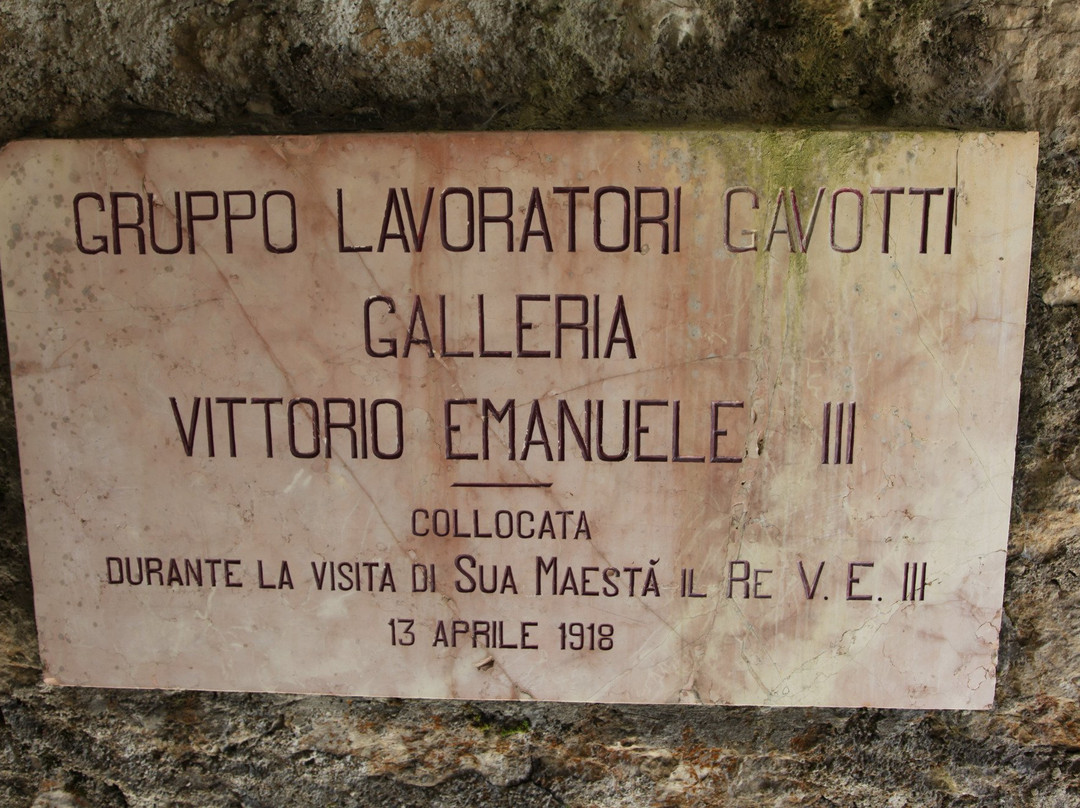 GRUPPO LAVORATORI GAVOTTI
GALLERIA
VITTORIO EMANUELE III
COLLOCATA
DURANTE LA VISITA DI SUA MAESTÃ IL RE V. E. III
13 APRILE 1918